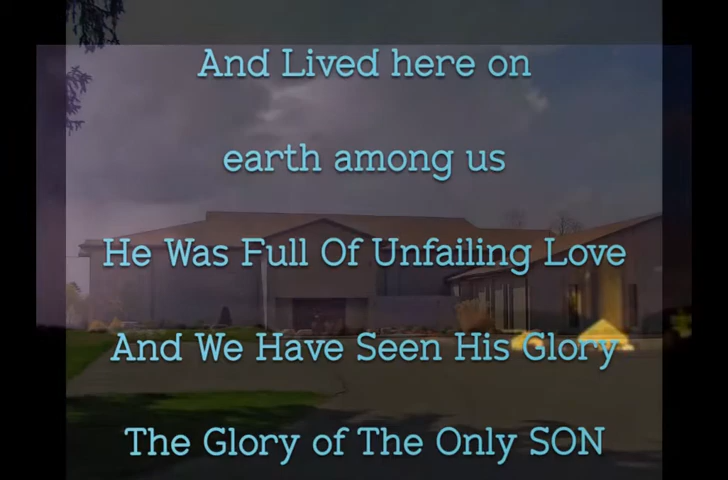 And Lived here on
earth among us
He Was Full Of Unfailing Love
And We Have Seen His Glory
The Glory of The Only SON